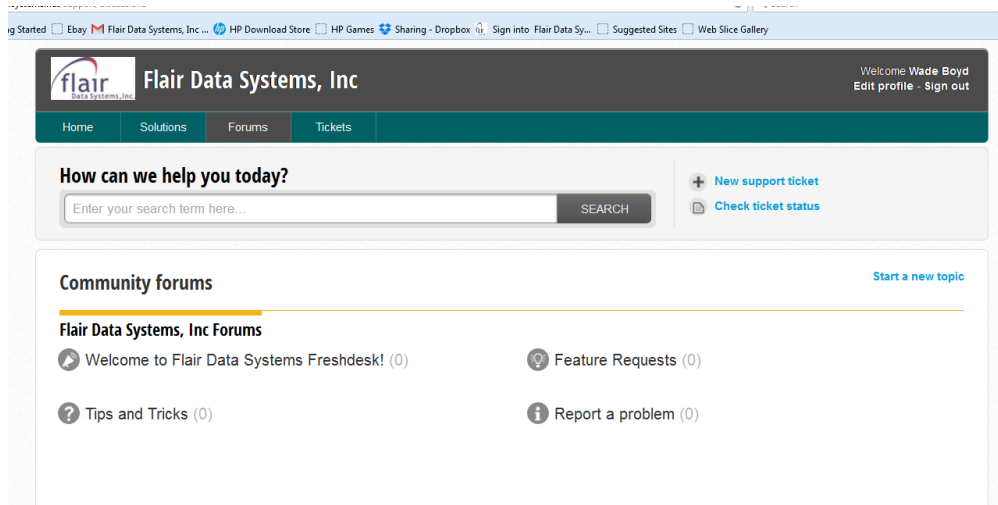 ng Started Ebay Flair Data Systems, Inc ... HP Download Store HP Games Sharing - Dropbox Sign into Flair Data Sy... Suggested Sites Web Slice Gallery
flair
Data Systems, Inc.
Flair Data Systems, Inc
Welcome Wade Boyd
Edit profile - Sign out
Home Solutions Forums Tickets
How can we help you today?
Enter your search term here...
SEARCH
New support ticket
Check ticket status
Community forums
Start a new topic
Flair Data Systems, Inc Forums
Welcome to Flair Data Systems Freshdesk! (0)
Feature Requests (0)
Tips and Tricks (0)
Report a problem (0)